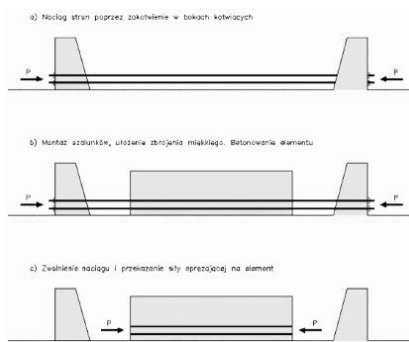 a) Naciąg strun poprzez zakotwienie w bokach kotwiących
P
P
b) Montaż szalunków, ułożenie zbrojenia miękkiego. Betonowanie elementu
P
P
c) Zwolnienie naciągu i przekazanie siły sprężającej na element
P
P